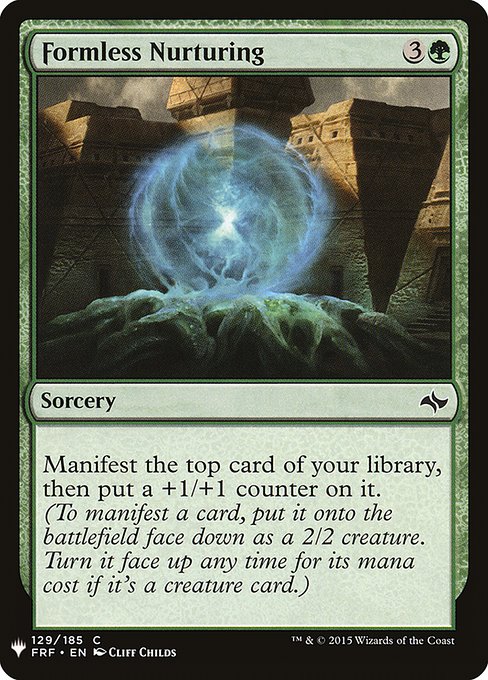 Formless Nurturing 3
Sorcery
Manifest the top card of your library,
then put a +1/+1 counter on it.
(To manifest a card, put it onto the
battlefield face down as a 2/2 creature.
Turn it face up any time for its mana
cost if it's a creature card.)
129/185 C
FRF • EN Cliff Childs
™ & © 2015 Wizards of the Coast